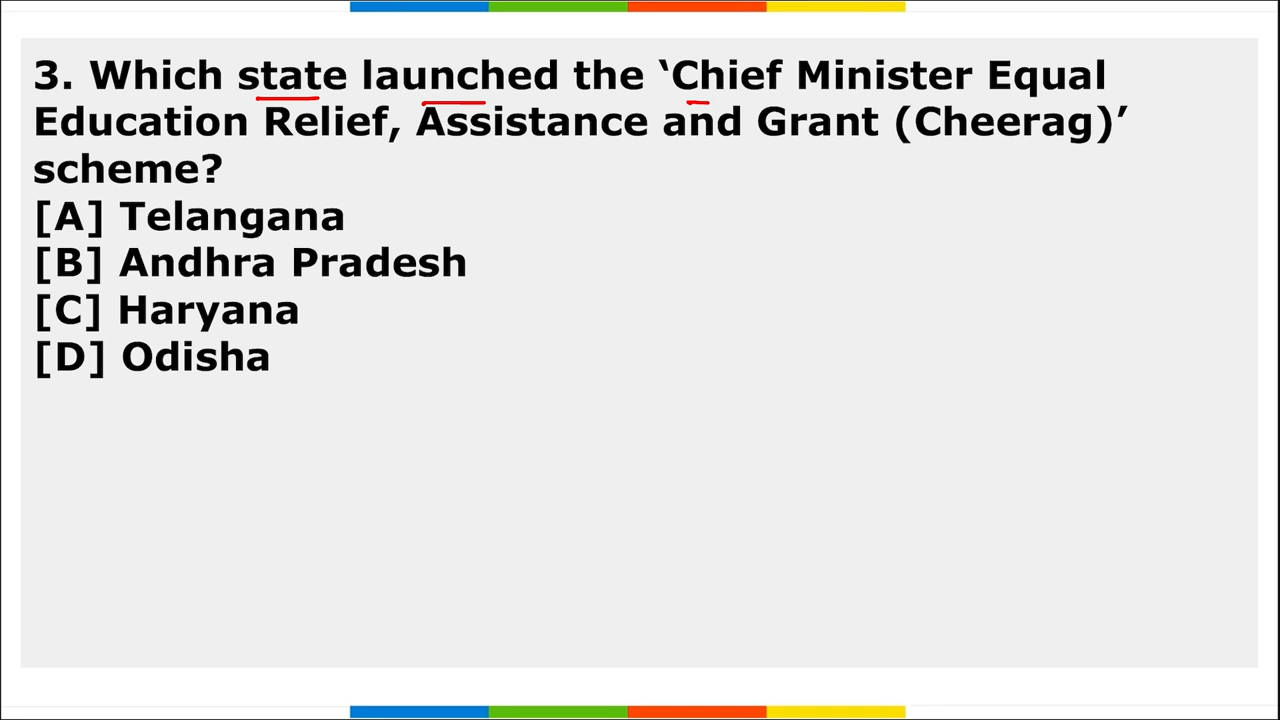 3. Which state launched the ‘Chief Minister Equal
Education Relief, Assistance and Grant (Cheerag)’
scheme?
[A] Telangana
[B] Andhra Pradesh
[C] Haryana
[D] Odisha